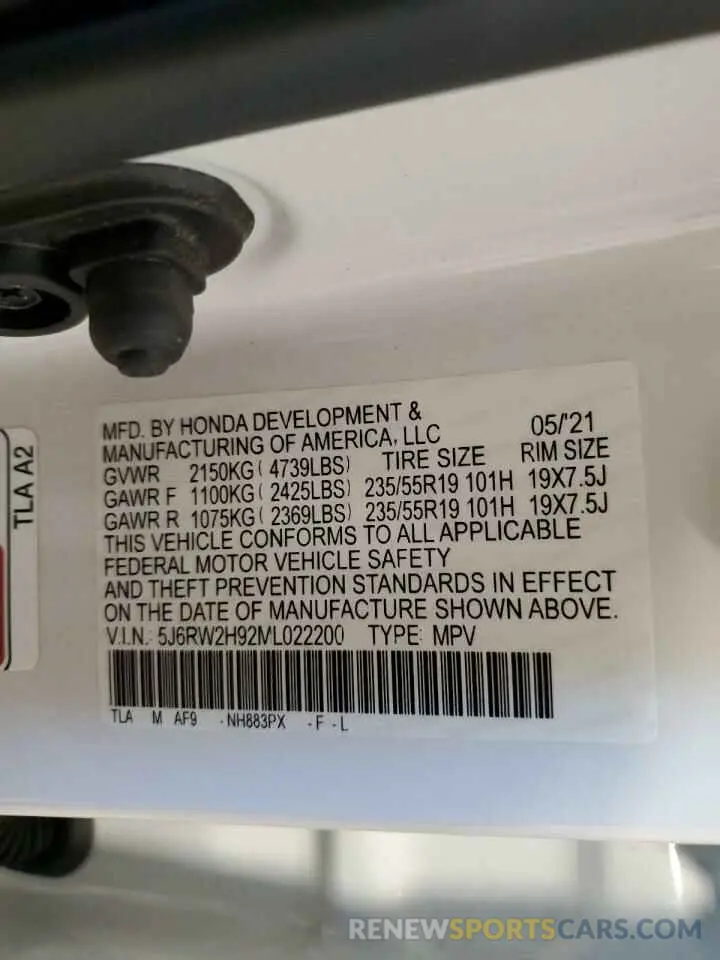 MFD. BY HONDA DEVELOPMENT &
MANUFACTURING OF AMERICA, LLC 05/'21
GVWR 2150KG ( 4739LBS) TIRE SIZE RIM SIZE
GAWR F 1100KG ( 2425LBS) 235/55R19 101H 19X7.5J
GAWR R 1075KG ( 2369LBS) 235/55R19 101H 19X7.5J
THIS VEHICLE CONFORMS TO ALL APPLICABLE
FEDERAL MOTOR VEHICLE SAFETY
AND THEFT PREVENTION STANDARDS IN EFFECT
ON THE DATE OF MANUFACTURE SHOWN ABOVE.
V.I.N.: 5J6RW2H92ML022200 TYPE: MPV
TLA M AF9 - NH883PX - F - L
TLA A2
RENEWSPORTSCARS.COM